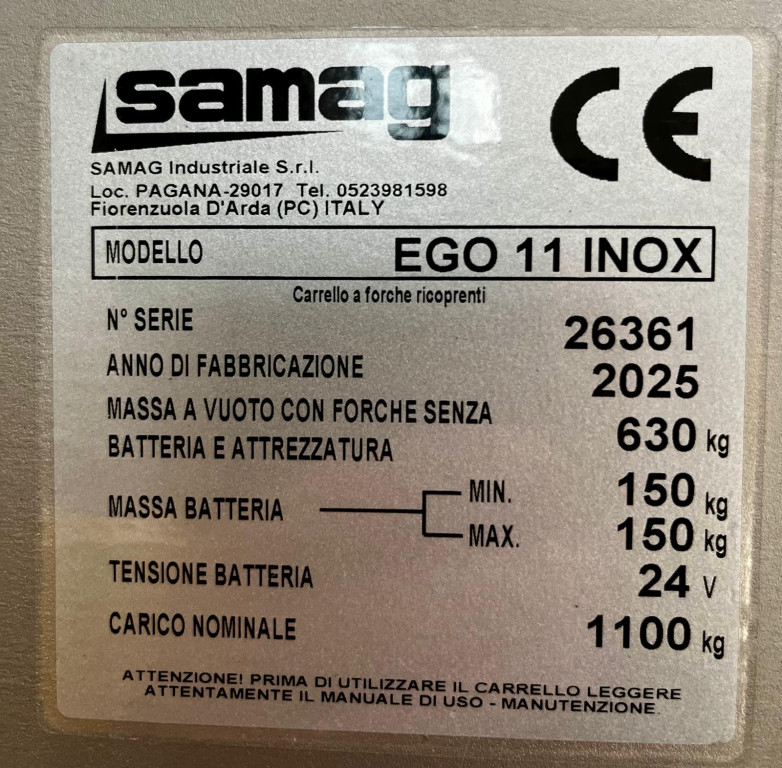 samag
CE
SAMAG Industriale S.r.l.
Loc. PAGANA-29017 Tel. 0523981598
Fiorenzuola D'Arda (PC) ITALY
MODELLO EGO 11 INOX
Carrello a forche ricoprenti
N° SERIE 26361
ANNO DI FABBRICAZIONE 2025
MASSA A VUOTO CON FORCHE SENZA
BATTERIA E ATTREZZATURA 630 kg
MASSA BATTERIA MIN. 150 kg
MAX. 150 kg
TENSIONE BATTERIA 24 V
CARICO NOMINALE 1100 kg
ATTENZIONE! PRIMA DI UTILIZZARE IL CARRELLO LEGGERE
ATTENTAMENTE IL MANUALE DI USO - MANUTENZIONE.